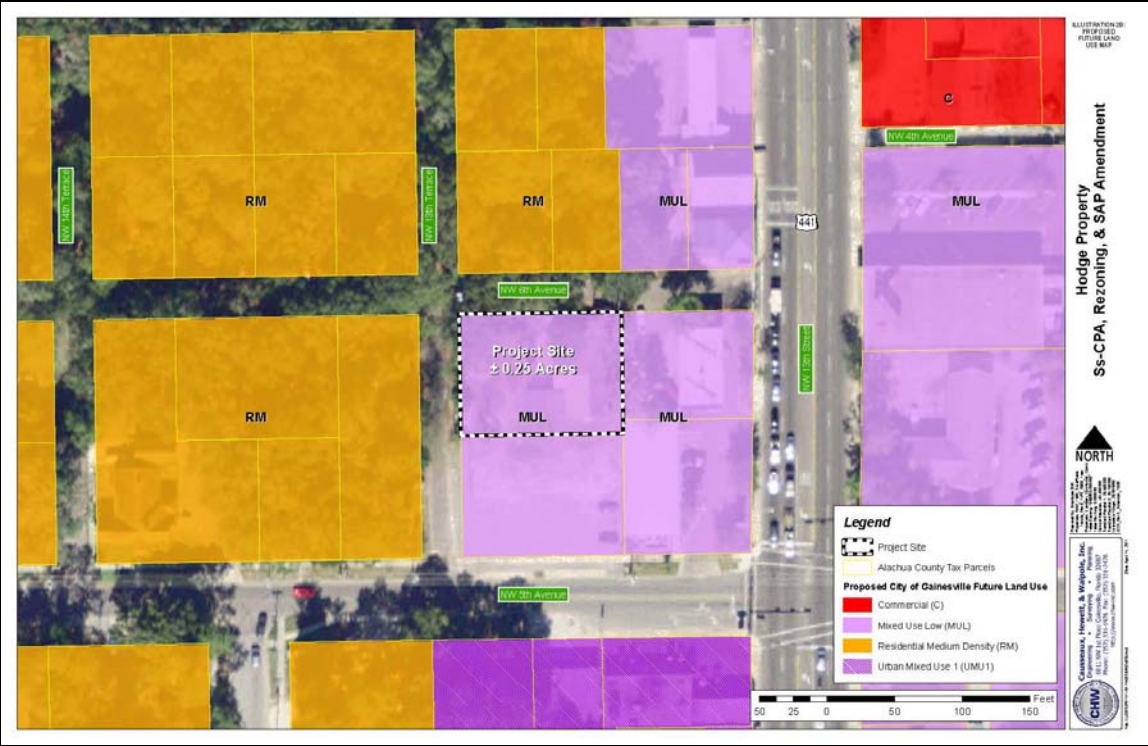 ILLUSTRATION 2B:
PROPOSED
FUTURE LAND
USE MAP
Hodge Property
Ss-CPA, Rezoning, & SAP Amendment
NORTH
Causseaux, Hewett, & Walpole, Inc.
Engineering • Surveying • Planning
CHW
C
NW 4th Avenue
NW 14th Terrace
RM
NW 13th Terrace
RM
MUL
441
MUL
NW 6th Avenue
Project Site
± 0.25 Acres
NW 13th Street
RM
MUL
MUL
NW 5th Avenue
Legend
Project Site
Alachua County Tax Parcels
Proposed City of Gainesville Future Land Use
Commercial (C)
Mixed Use Low (MUL)
Residential Medium Density (RM)
Urban Mixed Use 1 (UMU1)
Feet
50 25 0 50 100 150